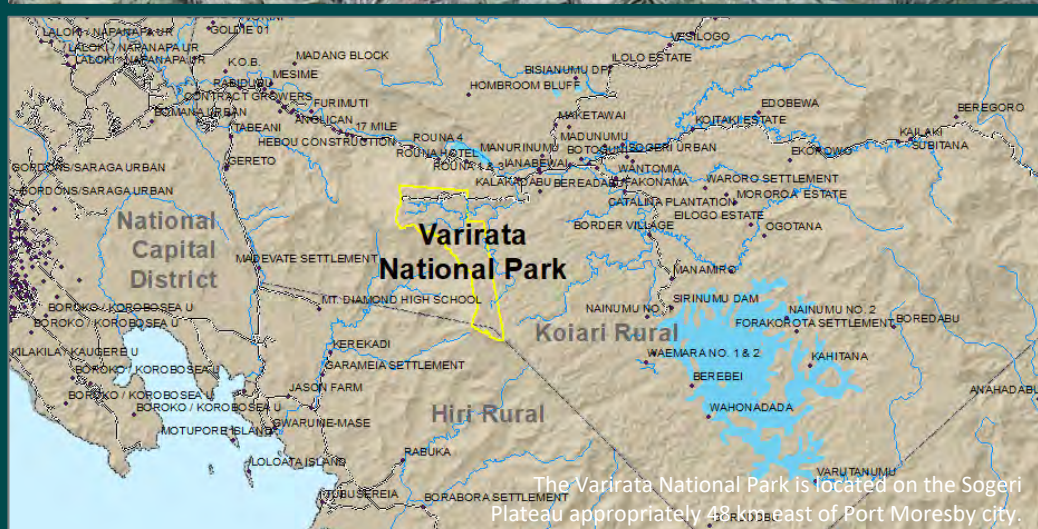 VESILOGO
GOLDIE 01
LALOKI / NAPANAPA UR
LALOKI / NAPANAPA UR
LALOKI / NAPANAPA UR
MADANG BLOCK
ILOLO ESTATE
K.O.B.
MESIME
BISIANUMU DPI
RABIDUBU
HOMBROOM BLUFF
CONTRACT GROWERS
FURIMUTI
EDOBEWA
BEREGORO
BOMANA URBAN
ANGLICAN
17 MILE
MAKETAWAI
KOITAKI ESTATE
TABEANI
ROUNA 4
MADUNUMU
KAILAKI
HEBOU CONSTRUCTION
ROUNA HOTEL
MANURINUMU
BOTOGUNI
SOGERI URBAN
EKOROWO
SUBITANA
GERETO
ROUNA 1 & 3
IANABEWAI
WANTOMIA
GORDONS/SARAGA URBAN
KALAKADABU
BEREADABU
FAKONAMA
WARORO SETTLEMENT
GORDONS/SARAGA URBAN
CATALINA PLANTATION
MOROROA ESTATE
National
Capital
District
Varirata
National Park
EILOGO ESTATE
BORDER VILLAGE
OGOTANA
MADEVATE SETTLEMENT
MANAMIRO
MT. DIAMOND HIGH SCHOOL
SIRINUMU DAM
BOROKO / KOROBOSEA U
NAINUMU NO.
NAINUMU NO. 2
BOROKO / KOROBOSEA U
Koiari Rural
FORAKOROTA SETTLEMENT
BOREDABU
KILAKILA / KAUGERE U
KEREKADI
WAEMARA NO. 1 & 2
KAHITANA
BOROKO / KOROBOSEA U
GARAMEIA SETTLEMENT
BEREBEI
ANAHADABU
JASON FARM
BOROKO / KOROBOSEA U
Hiri Rural
WAHONADADA
MOTUPORE ISLAND
GWARUNE-MASE
LOLOATA ISLAND
RABUKA
VARUTANUMU
TUBUSEREIA
BORABORA SETTLEMENT
The Varirata National Park is located on the Sogeri
Plateau appropriately 48 km east of Port Moresby city.